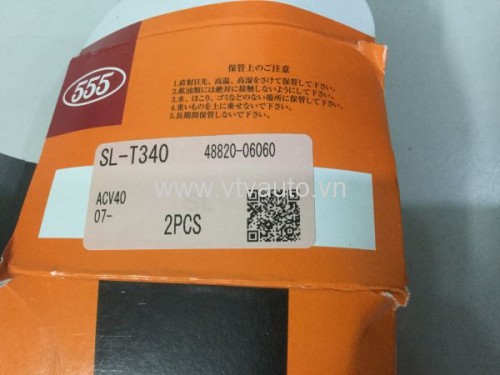 555
保管上のご注意
1.直射日光、高温、高湿をさけて保管して下さい。
2.鉱油類には絶対に接触しないようにして下さい。
3.水、ほこり、ゴミなどのない場所に保管して下さい。
4.重いものを上に乗せないで下さい。
5.長期間保管しないで下さい。
SL-T340 48820-06060
www.vtvauto.vn
ACV40
07-
2PCS